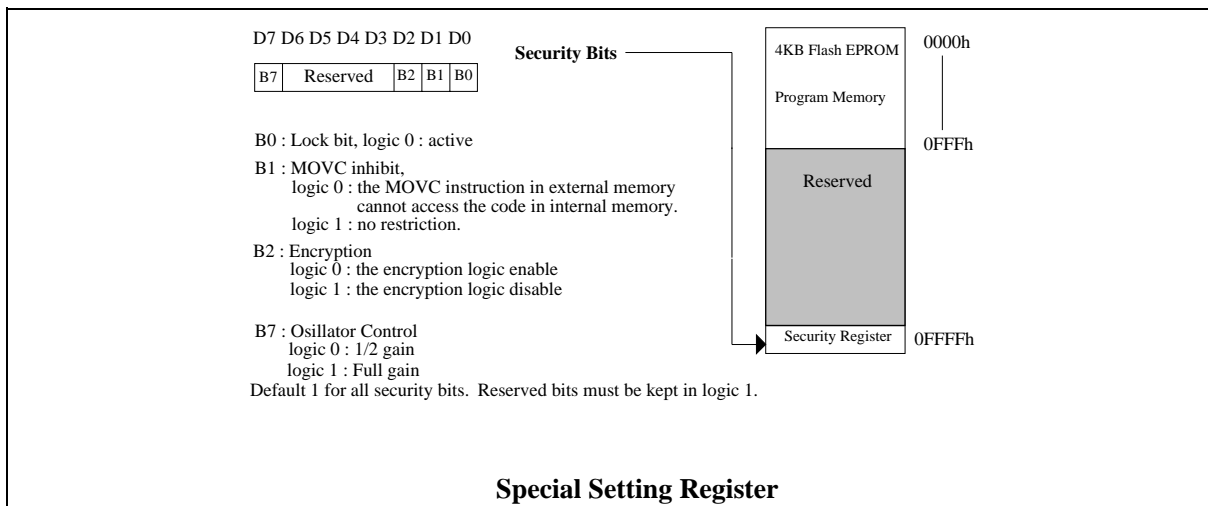 D7 D6 D5 D4 D3 D2 D1 D0
B7 Reserved B2 B1 B0
Security Bits
B0 : Lock bit, logic 0 : active
B1 : MOVC inhibit,
logic 0 : the MOVC instruction in external memory
cannot access the code in internal memory.
logic 1 : no restriction.
B2 : Encryption
logic 0 : the encryption logic enable
logic 1 : the encryption logic disable
B7 : Osillator Control
logic 0 : 1/2 gain
logic 1 : Full gain
Default 1 for all security bits. Reserved bits must be kept in logic 1.
4KB Flash EPROM
Program Memory
0000h
0FFFh
Reserved
Security Register
0FFFFh
Special Setting Register